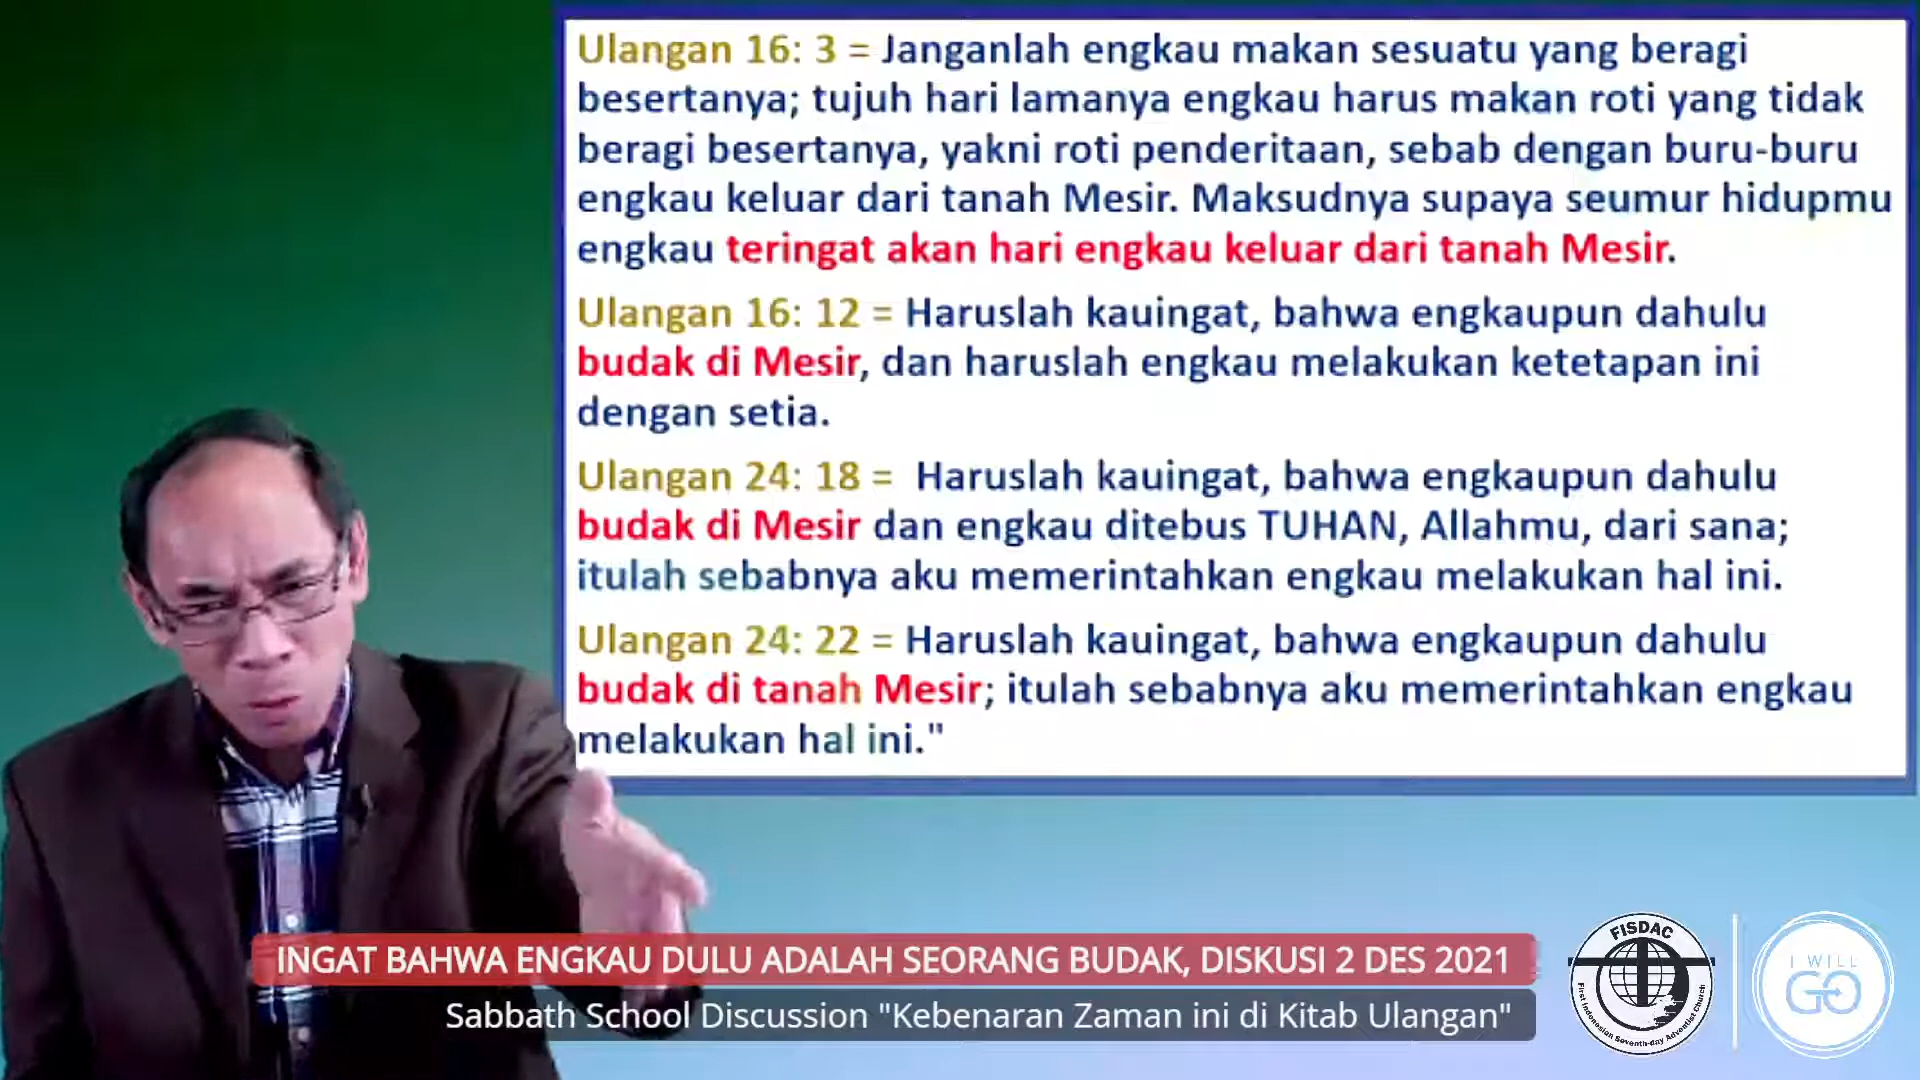 Ulangan 16: 3 = Janganlah engkau makan sesuatu yang beragi
besertanya; tujuh hari lamanya engkau harus makan roti yang tidak
beragi besertanya, yakni roti penderitaan, sebab dengan buru-buru
engkau keluar dari tanah Mesir. Maksudnya supaya seumur hidupmu
engkau teringat akan hari engkau keluar dari tanah Mesir.
Ulangan 16: 12 = Haruslah kauingat, bahwa engkaupun dahulu
budak di Mesir, dan haruslah engkau melakukan ketetapan ini
dengan setia.
Ulangan 24: 18 = Haruslah kauingat, bahwa engkaupun dahulu
budak di Mesir dan engkau ditebus TUHAN, Allahmu, dari sana;
itulah sebabnya aku memerintahkan engkau melakukan hal ini.
Ulangan 24: 22 = Haruslah kauingat, bahwa engkaupun dahulu
budak di tanah Mesir; itulah sebabnya aku memerintahkan engkau
melakukan hal ini."
INGAT BAHWA ENGKAU DULU ADALAH SEORANG BUDAK, DISKUSI 2 DES 2021
Sabbath School Discussion "Kebenaran Zaman ini di Kitab Ulangan"
FISDAC
First Indonesian Seventh-day Adventist Church
I WILL
GO